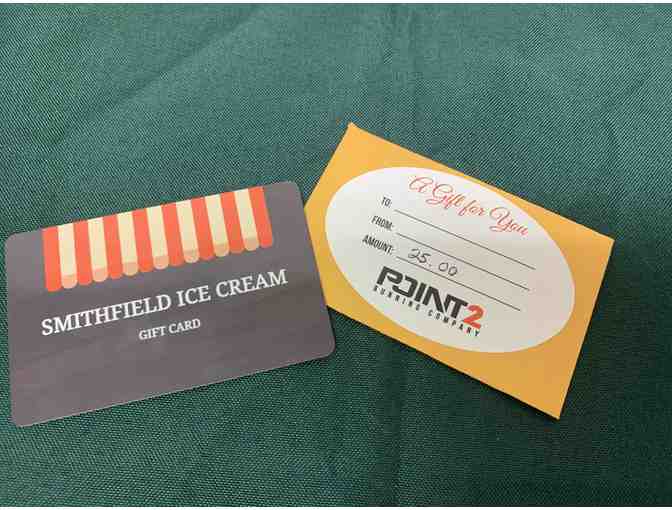 SMITHFIELD ICE CREAM
GIFT CARD
A Gift for You
TO:
FROM:
AMOUNT: 25.00
POINT2
RUNNING COMPANY